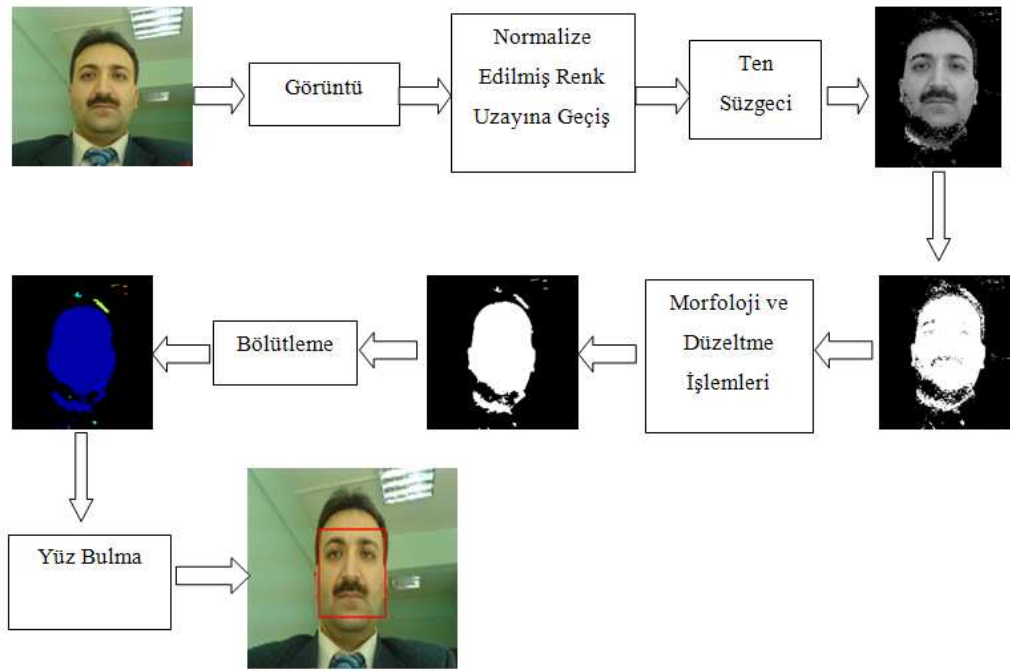 Görüntü
Normalize
Edilmiş Renk
Uzayına Geçiş
Ten
Süzgeci
Morfoloji ve
Düzeltme
İşlemleri
Bölütleme
Yüz Bulma